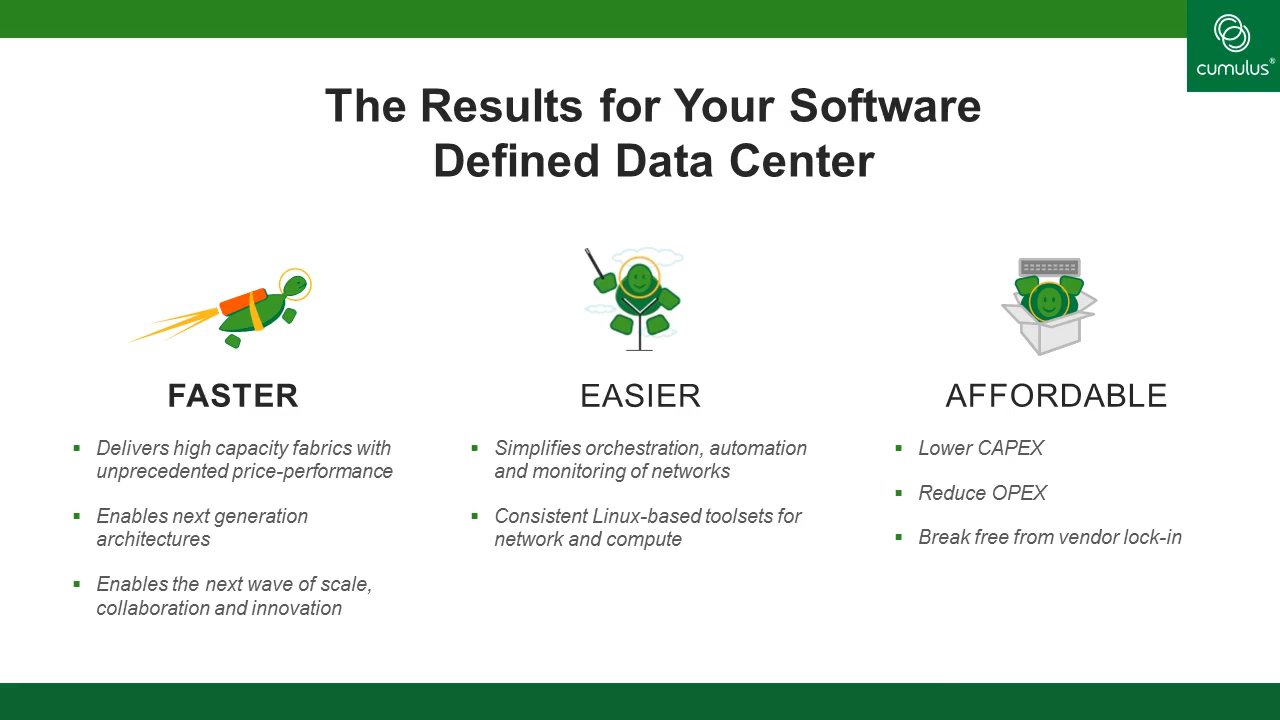 cumulus®
The Results for Your Software
Defined Data Center
FASTER
▪ Delivers high capacity fabrics with
unprecedented price-performance
▪ Enables next generation
architectures
▪ Enables the next wave of scale,
collaboration and innovation
EASIER
▪ Simplifies orchestration, automation
and monitoring of networks
▪ Consistent Linux-based toolsets for
network and compute
AFFORDABLE
▪ Lower CAPEX
▪ Reduce OPEX
▪ Break free from vendor lock-in